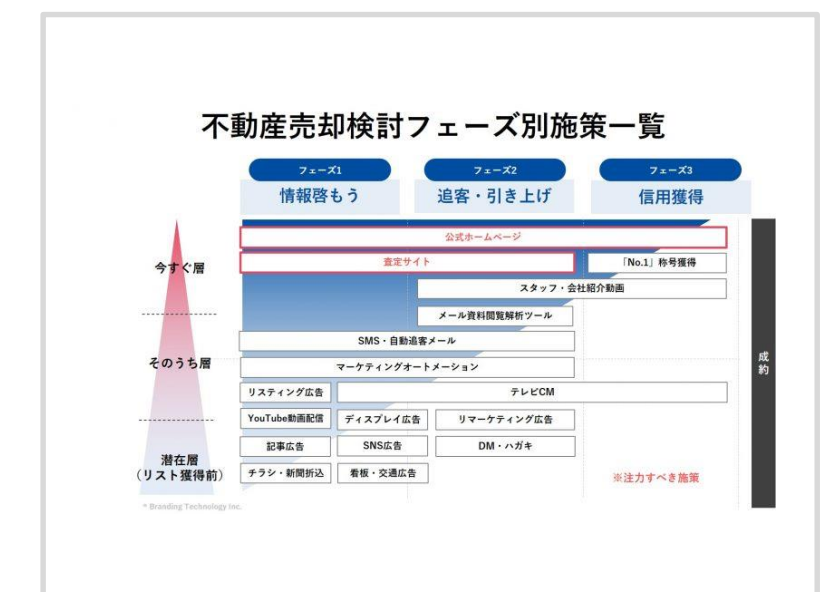 不動産売却検討フェーズ別施策一覧
フェーズ1
フェーズ2
フェーズ3
情報啓もう
追客・引き上げ
信用獲得
公式ホームページ
今すぐ層
査定サイト
「No.1」称号獲得
スタッフ・会社紹介動画
メール資料閲覧解析ツール
SMS・自動追客メール
そのうち層
マーケティングオートメーション
成約
リスティング広告
テレビCM
YouTube動画配信
ディスプレイ広告
リマーケティング広告
記事広告
SNS広告
DM・ハガキ
潜在層
(リスト獲得前)
チラシ・新聞折込
看板・交通広告
※注力すべき施策
* Branding Technology Inc.